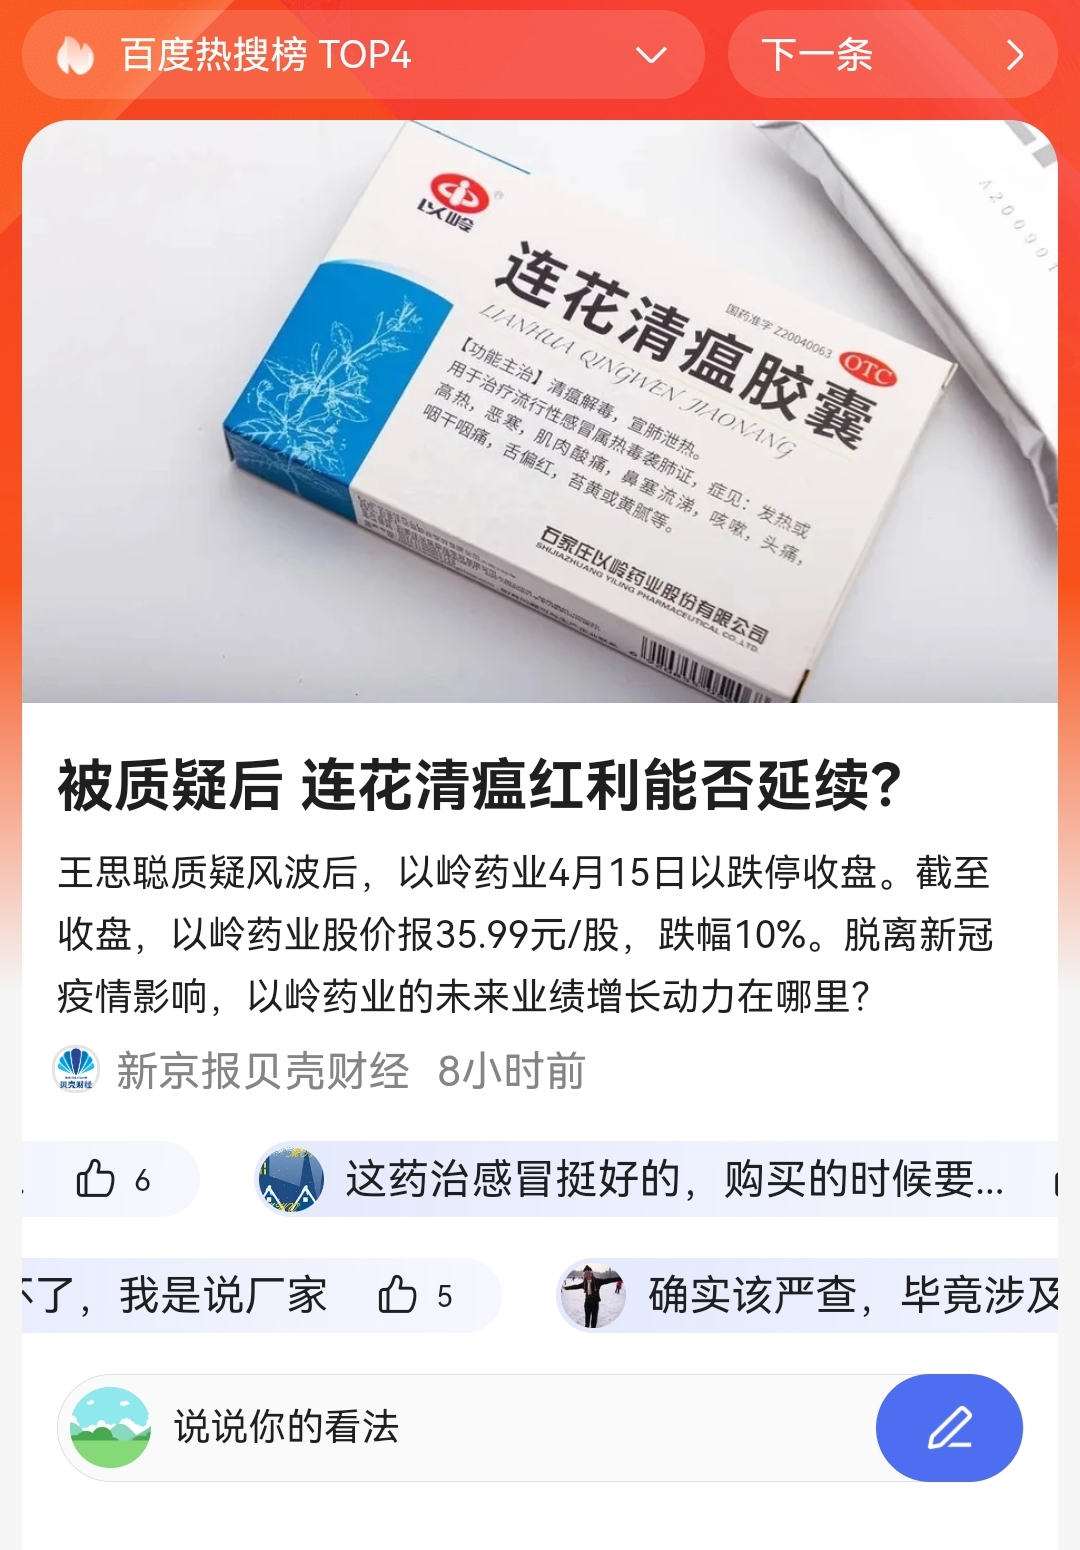 百度热搜榜 TOP4
下一条
以岭
®
A200901
连花清瘟胶囊
国药准字 Z20040063
OTC
LIANHUA QINGWEN JIAONANG
【功能主治】清瘟解毒，宣肺泄热。
用于治疗流行性感冒属热毒袭肺证，症见：发热或
高热，恶寒，肌肉酸痛，鼻塞流涕，咳嗽，头痛，
咽干咽痛，舌偏红，苔黄或黄腻等。
石家庄以岭药业股份有限公司
SHIJIAZHUANG YILING PHARMACEUTICAL CO.,LTD.
被质疑后 连花清瘟红利能否延续?
王思聪质疑风波后，以岭药业4月15日以跌停收盘。截至
收盘，以岭药业股价报35.99元/股，跌幅10%。脱离新冠
疫情影响，以岭药业的未来业绩增长动力在哪里？
贝壳财经
新京报贝壳财经 8小时前
6
这药治感冒挺好的，购买的时候要...
不了，我是说厂家
5
确实该严查，毕竟涉及
说说你的看法